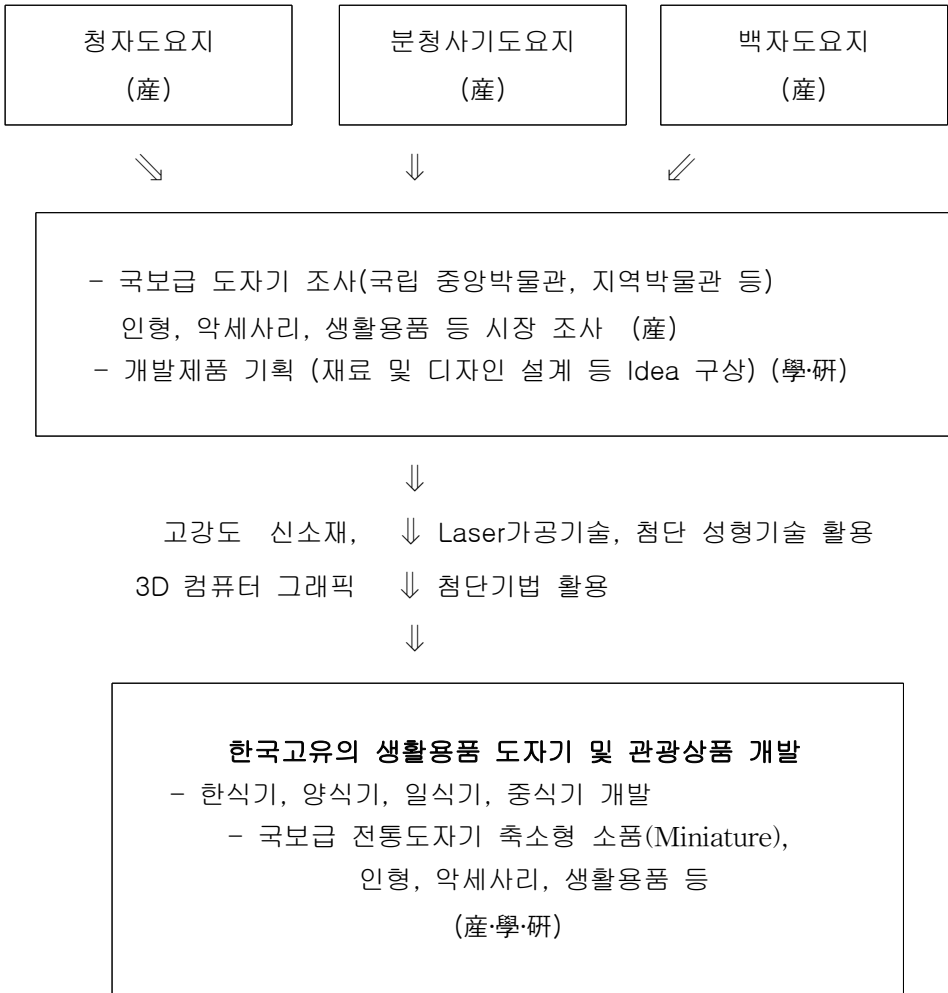 청자도요지
(産)
분청사기도요지
(産)
백자도요지
(産)
⇘ ⇓ ⇙
- 국보급 도자기 조사(국립 중앙박물관, 지역박물관 등)
인형, 악세사리, 생활용품 등 시장 조사 (産)
- 개발제품 기획 (재료 및 디자인 설계 등 Idea 구상) (學·硏)
⇓
고강도 신소재, ⇓ Laser가공기술, 첨단 성형기술 활용
3D 컴퓨터 그래픽 ⇓ 첨단기법 활용
⇓
한국고유의 생활용품 도자기 및 관광상품 개발
- 한식기, 양식기, 일식기, 중식기 개발
- 국보급 전통도자기 축소형 소품(Miniature),
인형, 악세사리, 생활용품 등
(産·學·硏)